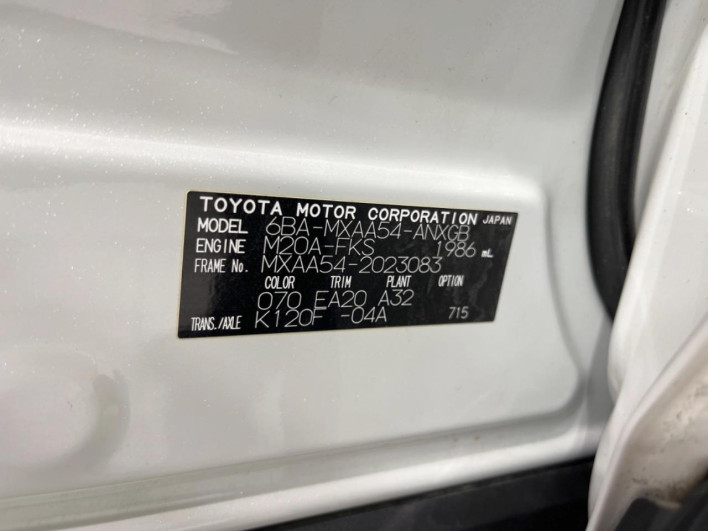 TOYOTA MOTOR CORPORATION JAPAN
MODEL 6BA-MXAA54-ANXGB
ENGINE M20A-FKS 1986 mL
FRAME No. MXAA54-2023083
COLOR TRIM PLANT OPTION
070 EA20 A32
TRANS./AXLE K120F -04A 715